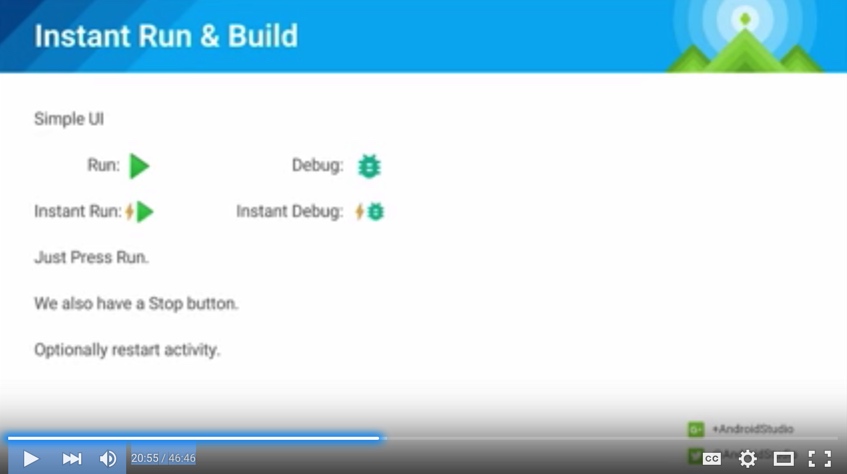 Instant Run & Build
Simple UI
Run: Debug:
Instant Run: Instant Debug:
Just Press Run.
We also have a Stop button.
Optionally restart activity.
G+ +AndroidStudio
20:55 / 46:46 CC